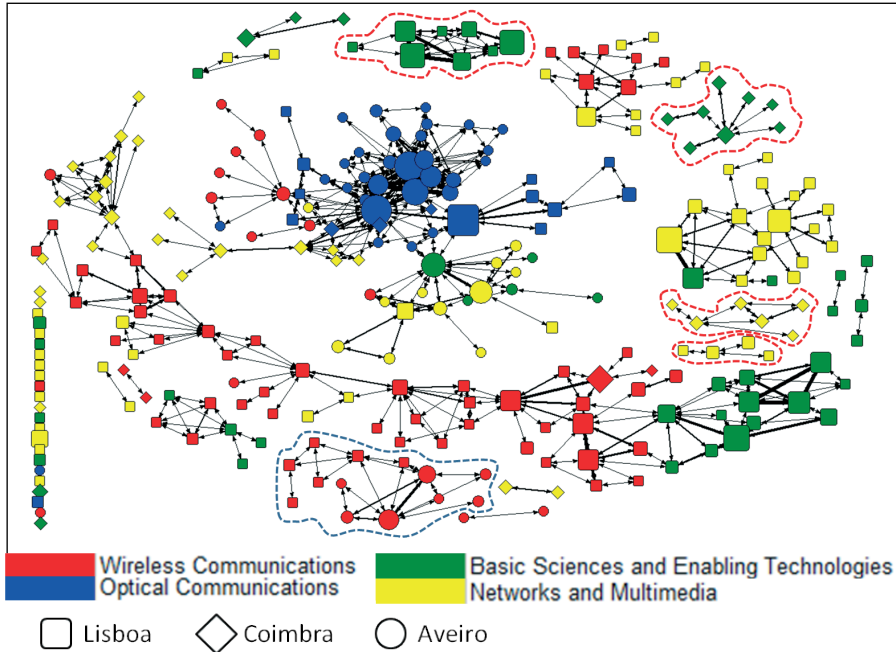 Wireless Communications
Optical Communications
Basic Sciences and Enabling Technologies
Networks and Multimedia
Lisboa
Coimbra
Aveiro